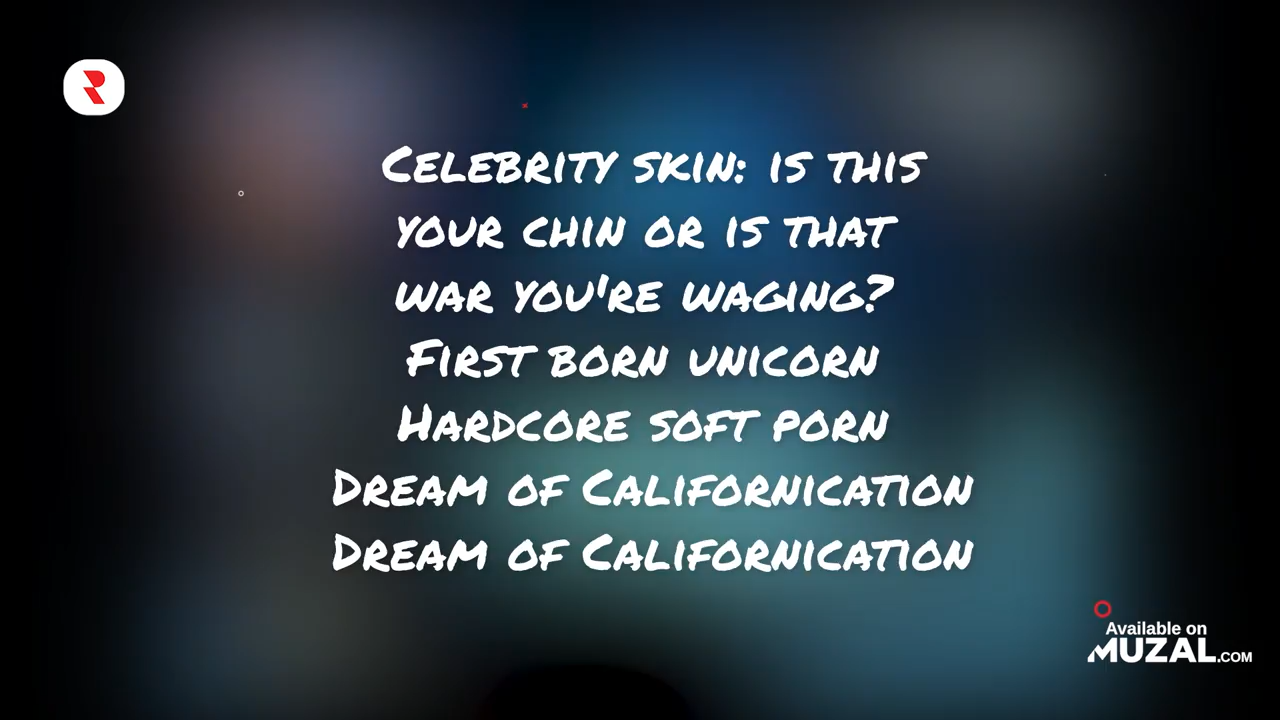 Celebrity skin: is this
your chin or is that
war you're waging?
First born unicorn
Hardcore soft porn
Dream of Californication
Dream of Californication
Available on
MUZAL.COM